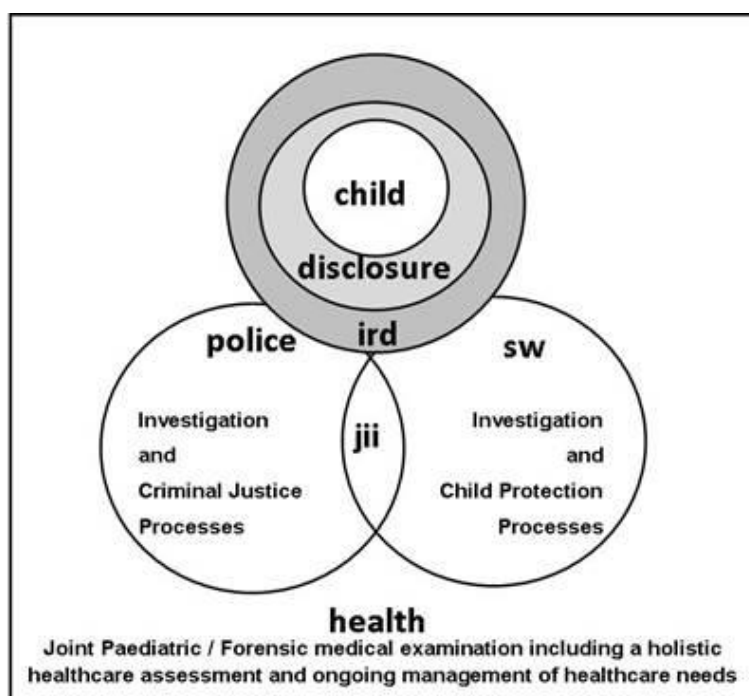 child
disclosure
ird
police
sw
jii
Investigation
and
Criminal Justice
Processes
Investigation
and
Child Protection
Processes
health
Joint Paediatric / Forensic medical examination including a holistic
healthcare assessment and ongoing management of healthcare needs